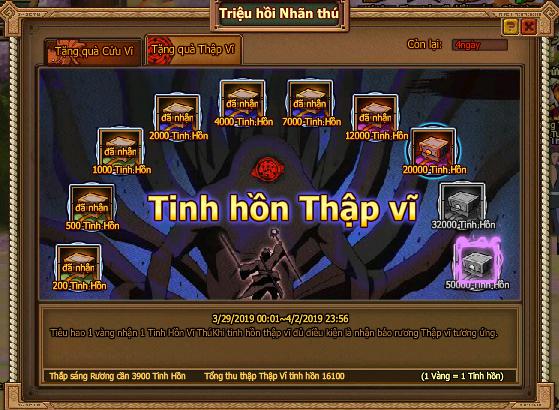 Triệu hồi Nhãn thú
Tặng quà Cửu Vĩ
Tặng quà Thập Vĩ
Còn lại:
4ngày
đã nhận
4000 Tinh Hồn
đã nhận
7000 Tinh Hồn
đã nhận
2000 Tinh Hồn
đã nhận
12000 Tinh Hồn
đã nhận
1000 Tinh Hồn
20000 Tinh Hồn
đã nhận
500 Tinh Hồn
32000 Tinh Hồn
Tinh hồn Thập vĩ
đã nhận
200 Tinh Hồn
50000 Tinh Hồn
3/29/2019 00:01~4/2/2019 23:56
Tiêu hao 1 vàng nhận 1 Tinh Hồn Vĩ ThúKhi tinh hồn thập vĩ đủ điều kiện là nhận bảo rương Thập vĩ tương ứng.
Thắp sáng Rương cần 3900 Tinh Hồn
Tổng thu thập Thập Vĩ tinh hồn 16100
(1 Vàng = 1 Tinh hồn)